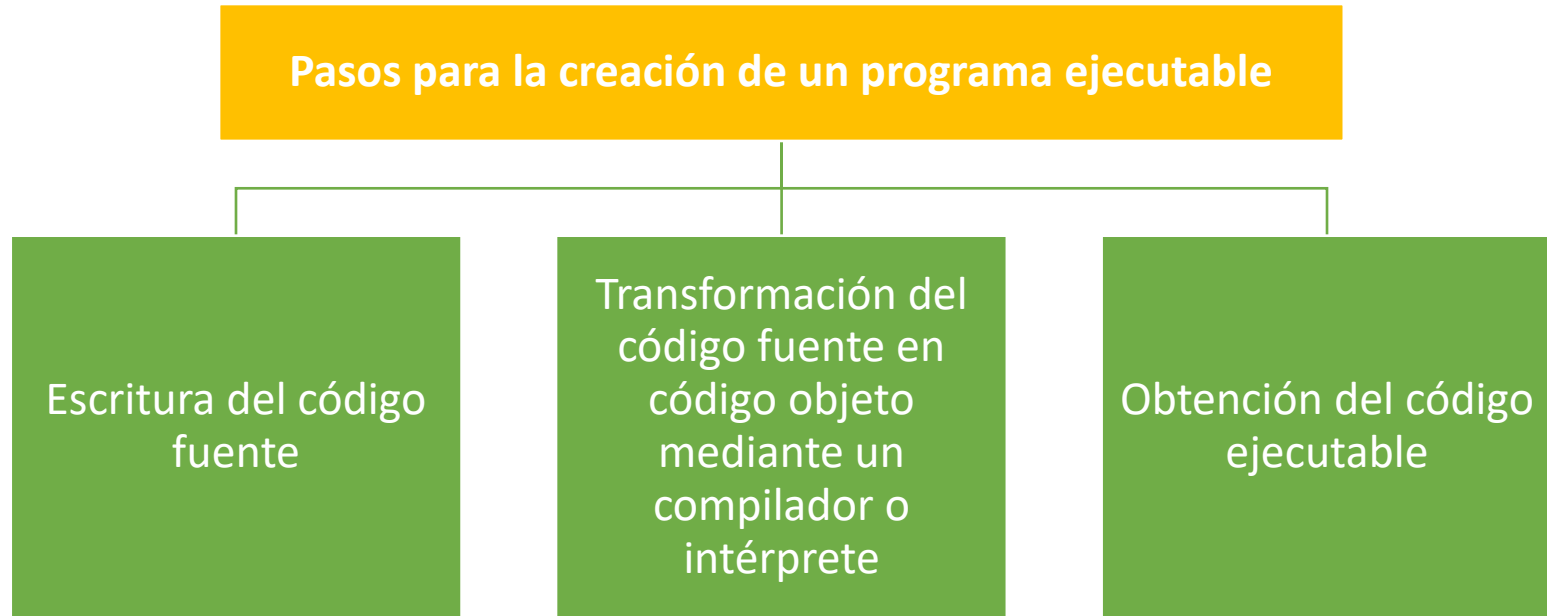 Pasos para la creación de un programa ejecutable
Escritura del código
fuente
Transformación del
código fuente en
código objeto
mediante un
compilador o
intérprete
Obtención del código
ejecutable